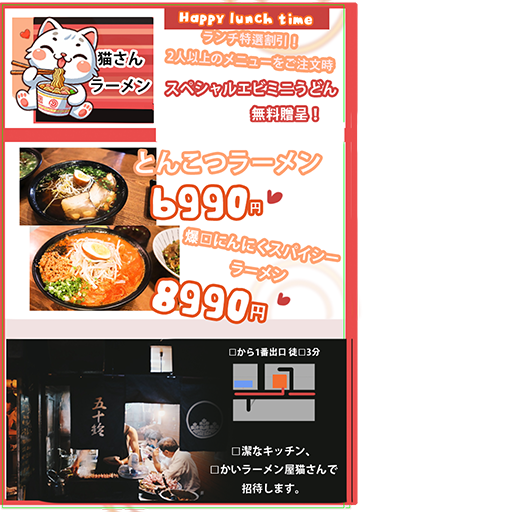 Happy lunch time
ランチ特選割引！
2人以上のメニューをご注文時
スペシャルエビミニうどん
無料贈呈！
猫さん
ラーメン
とんこつラーメン
6990円
爆□にんにくスパイシー
ラーメン
8990円
□から1番出口 徒□3分
五十鈴
□潔なキッチン、
□かいラーメン屋猫さんで
招待します。